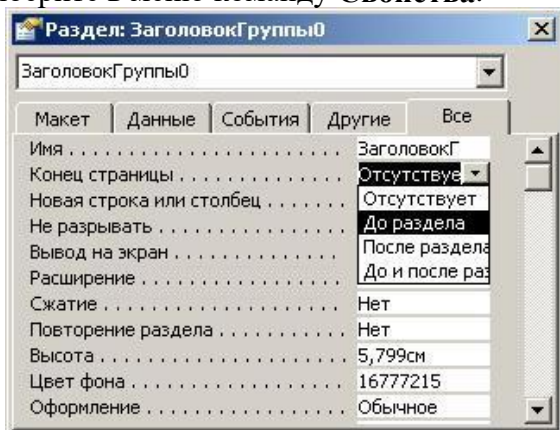 команду Свойства.
Раздел: ЗаголовокГруппы0
ЗаголовокГруппы0
Макет Данные События Другие Все
Имя ЗаголовокГ
Конец страницы Отсутствуе
Новая строка или столбец Отсутствует
Не разрывать До раздела
Вывод на экран После раздела
Расширение До и после раз
Сжатие Нет
Повторение раздела Нет
Высота 5,799см
Цвет фона 16777215
Оформление Обычное